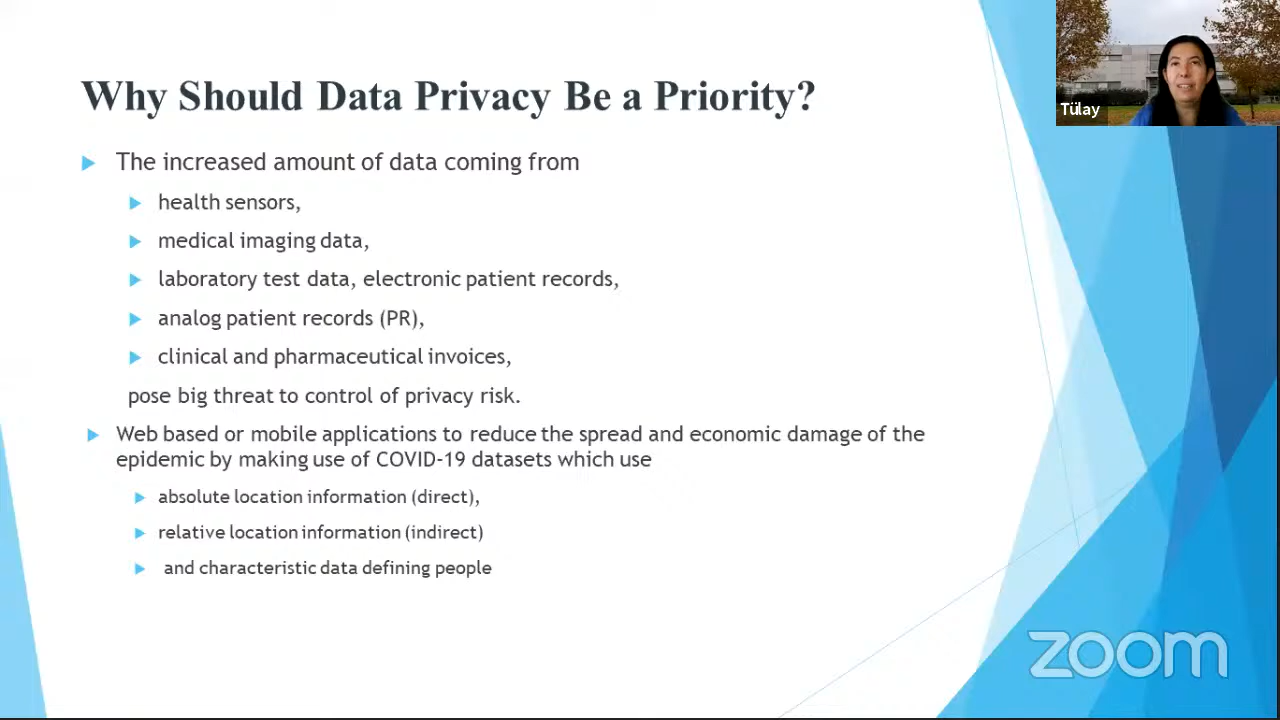 Why Should Data Privacy Be a Priority?
The increased amount of data coming from
health sensors,
medical imaging data,
laboratory test data, electronic patient records,
analog patient records (PR),
clinical and pharmaceutical invoices,
pose big threat to control of privacy risk.
Web based or mobile applications to reduce the spread and economic damage of the
epidemic by making use of COVID-19 datasets which use
absolute location information (direct),
relative location information (indirect)
and characteristic data defining people
Tülay
zoom